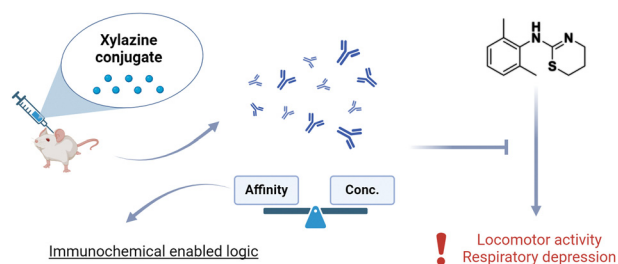 Xylazine
conjugate
H
N
N
S
Affinity
Conc.
Immunochemical enabled logic
!
Locomotor activity
Respiratory depression